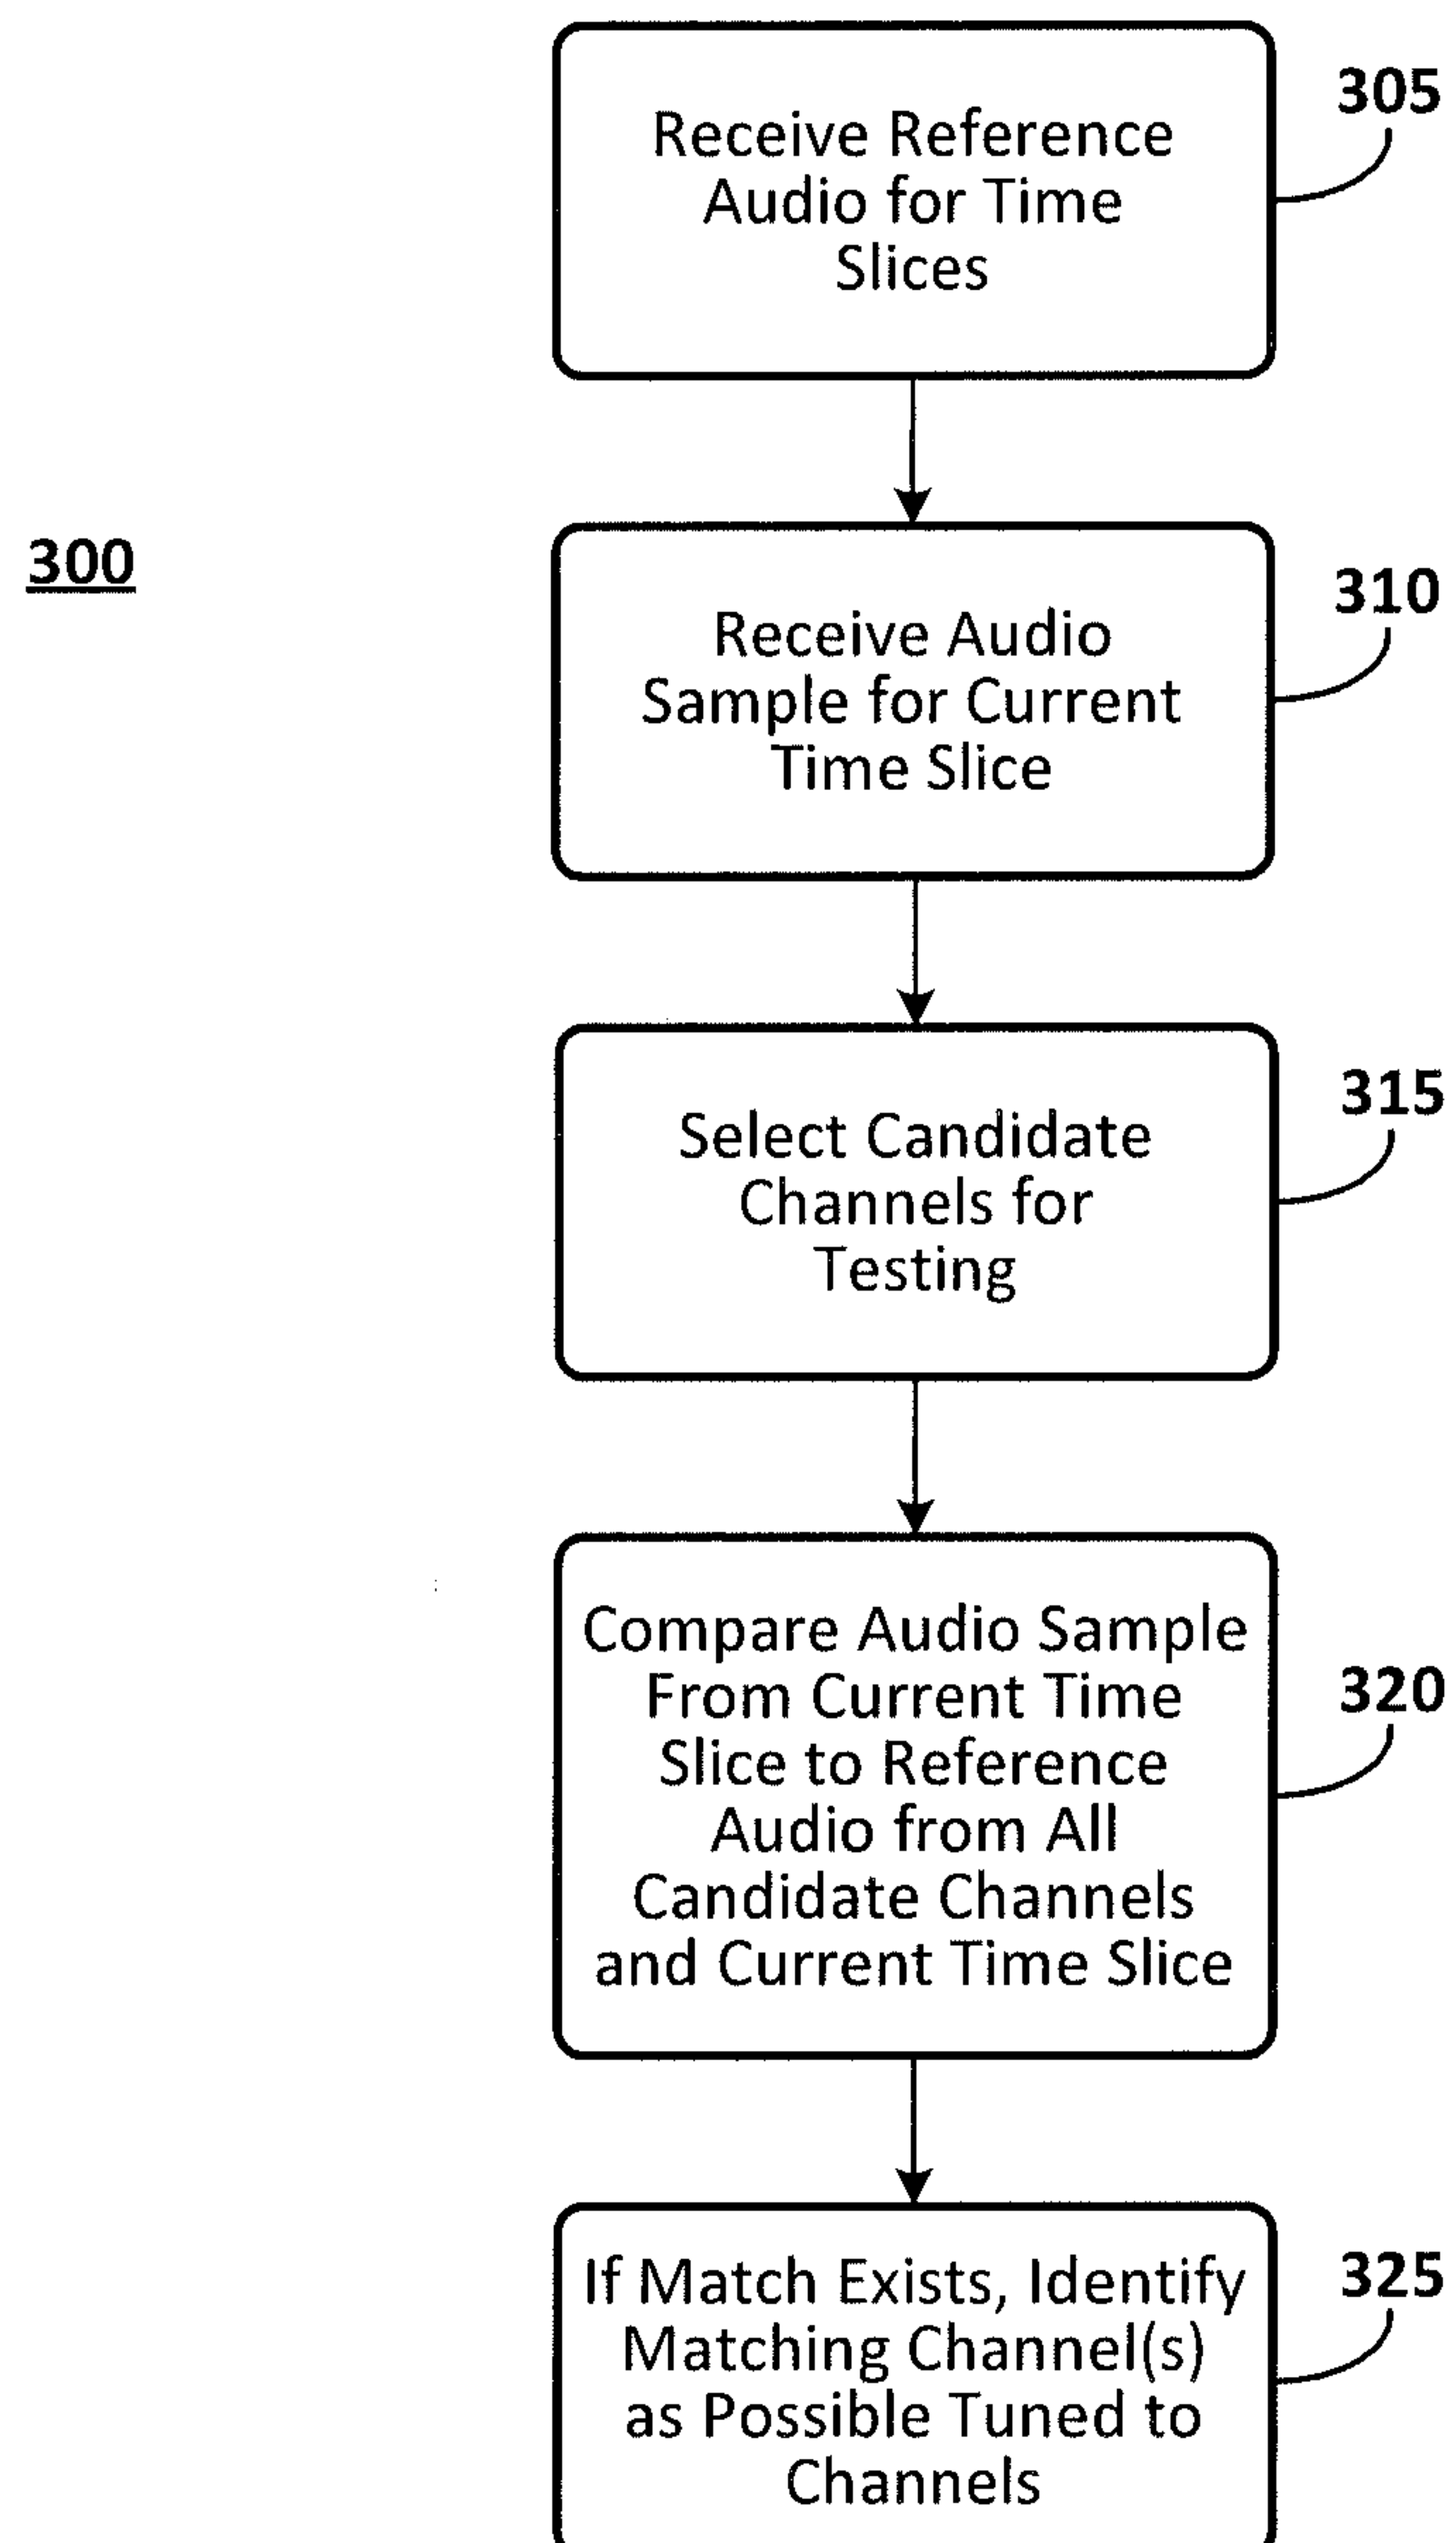 305
Receive Reference
Audio for Time
Slices
300
310
Receive Audio
Sample for Current
Time Slice
315
Select Candidate
Channels for
Testing
320
Compare Audio Sample
From Current Time
Slice to Reference
Audio from All
Candidate Channels
and Current Time Slice
325
If Match Exists, Identify
Matching Channel(s)
as Possible Tuned to
Channels